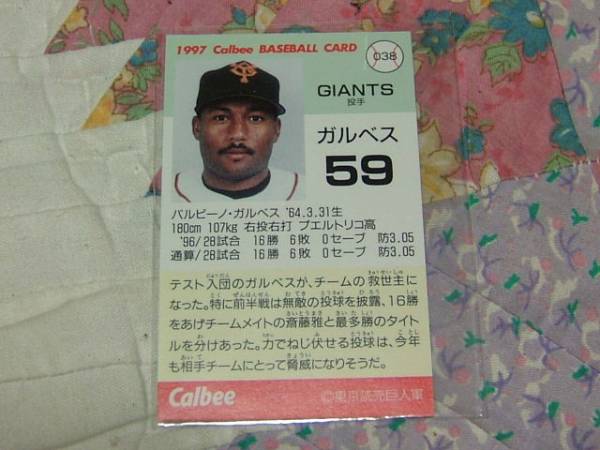 1997 Calbee BASEBALL CARD
038
GIANTS
投手
ガルベス
59
バルビーノ・ガルベス '64.3.31生
180cm 107kg 右投右打 プエルトリコ高
'96/28試合 16勝 6敗 0セーブ 防3.05
通算/28試合 16勝 6敗 0セーブ 防3.05
テスト入団のガルベスが、チームの救世主に
なった。特に前半戦は無敵の投球を披露、16勝
をあげチームメイトの斎藤雅と最多勝のタイト
ルを分けあった。力でねじ伏せる投球は、今年
も相手チームにとって脅威になりそうだ。
Calbee
©東京読売巨人軍